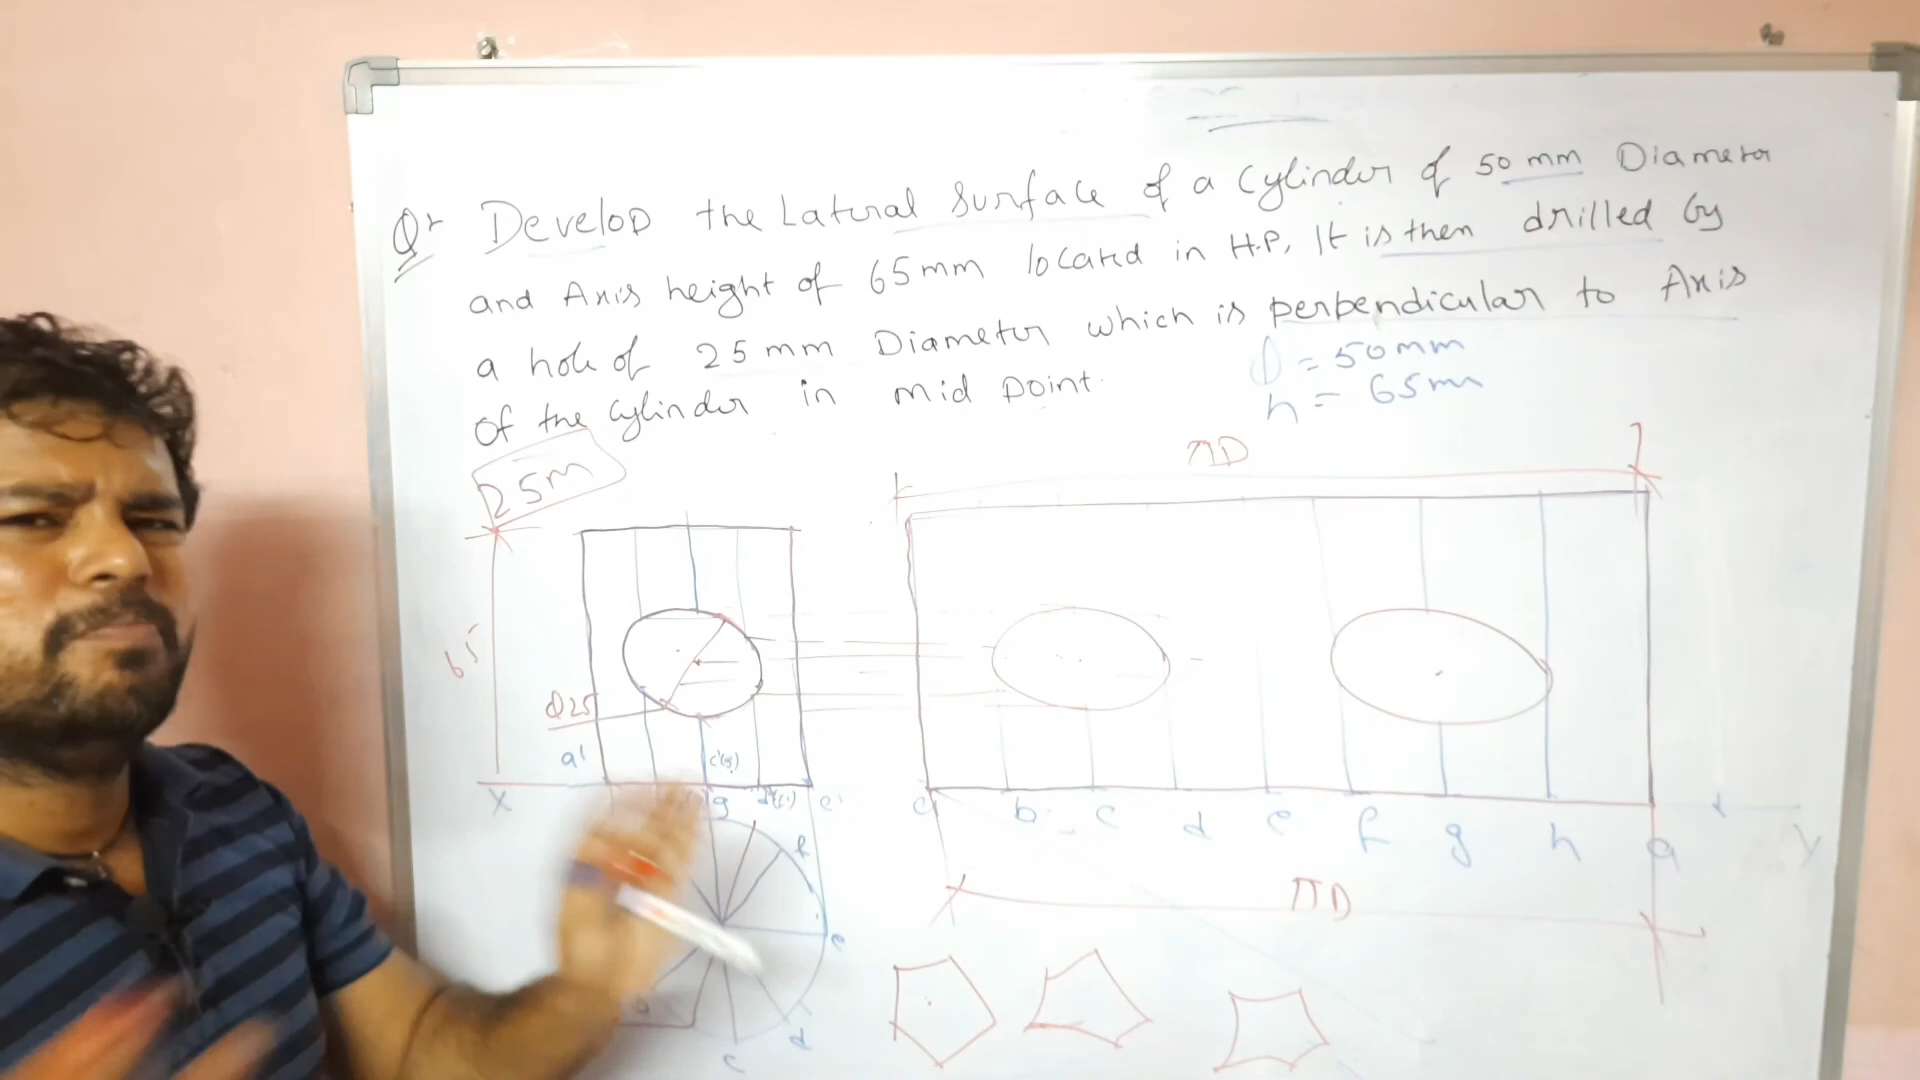 Qr Develop the Lateral Surface of a Cylinder of 50 mm Diameter
and Axis height of 65mm located in H.P. It is then drilled by
a hole of 25mm Diameter which is perpendicular to Axis
of the Cylinder in mid point.
D = 50mm
h = 65mm
25m
πD
65
Ø25
a'
c'(g')
X
g
e'
a b c d e f g h a
Y
f
e
πD
d
c